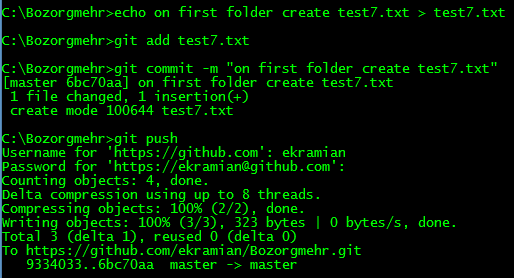 C:\Bozorgmehr>echo on first folder create test7.txt > test7.txt
C:\Bozorgmehr>git add test7.txt
C:\Bozorgmehr>git commit -m "on first folder create test7.txt"
[master 6bc70aa] on first folder create test7.txt
 1 file changed, 1 insertion(+)
 create mode 100644 test7.txt
C:\Bozorgmehr>git push
Username for 'https://github.com': ekramian
Password for 'https://ekramian@github.com':
Counting objects: 4, done.
Delta compression using up to 8 threads.
Compressing objects: 100% (2/2), done.
Writing objects: 100% (3/3), 323 bytes | 0 bytes/s, done.
Total 3 (delta 1), reused 0 (delta 0)
To https://github.com/ekramian/Bozorgmehr.git
   9334033..6bc70aa  master -> master